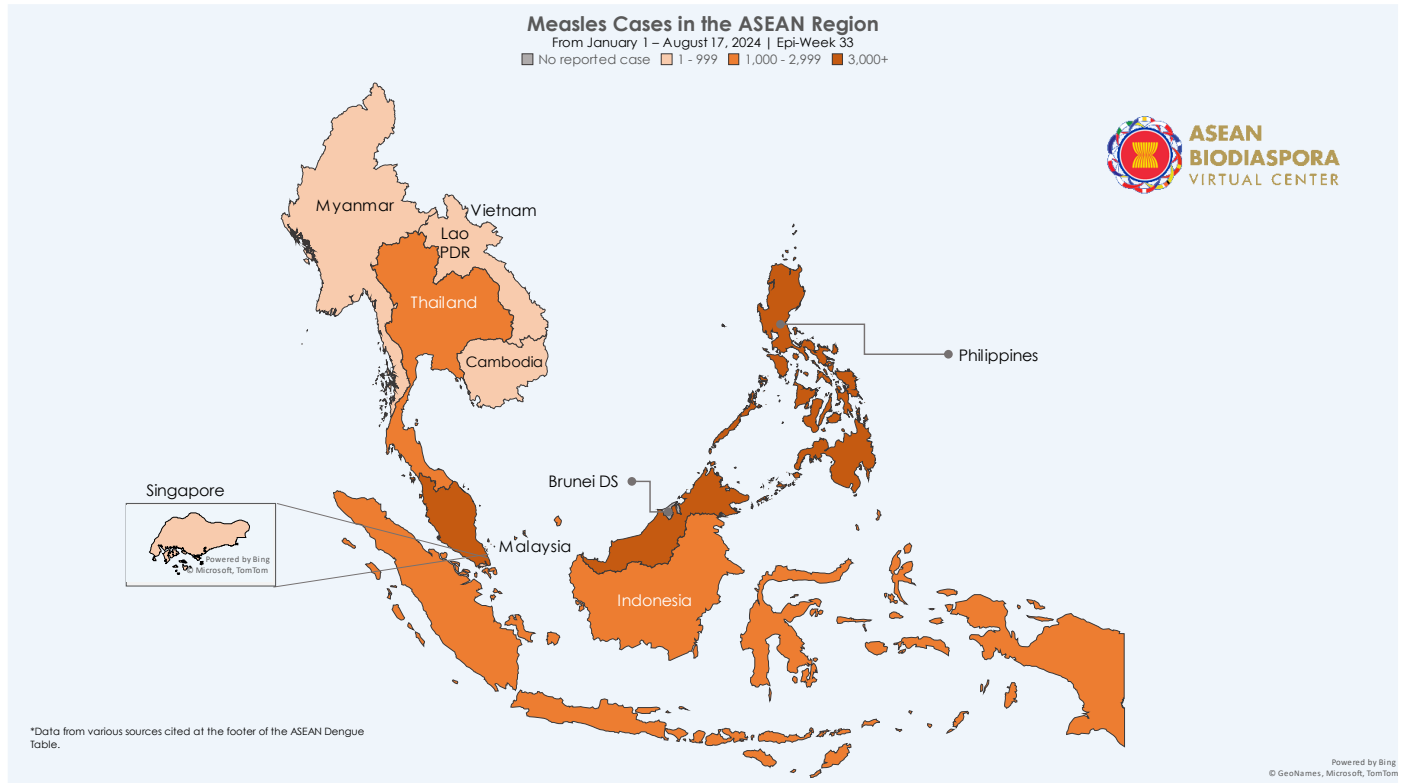 Measles Cases in the ASEAN Region
From January 1 – August 17, 2024 | Epi-Week 33
No reported case 1 - 999 1,000 - 2,999 3,000+
ASEAN
BIODIASPORA
VIRTUAL CENTER
Myanmar
Vietnam
Lao
PDR
Thailand
Cambodia
Philippines
Brunei DS
Singapore
Powered by Bing
© Microsoft, TomTom
Malaysia
Indonesia
*Data from various sources cited at the footer of the ASEAN Dengue
Table.
Powered by Bing
© GeoNames, Microsoft, TomTom